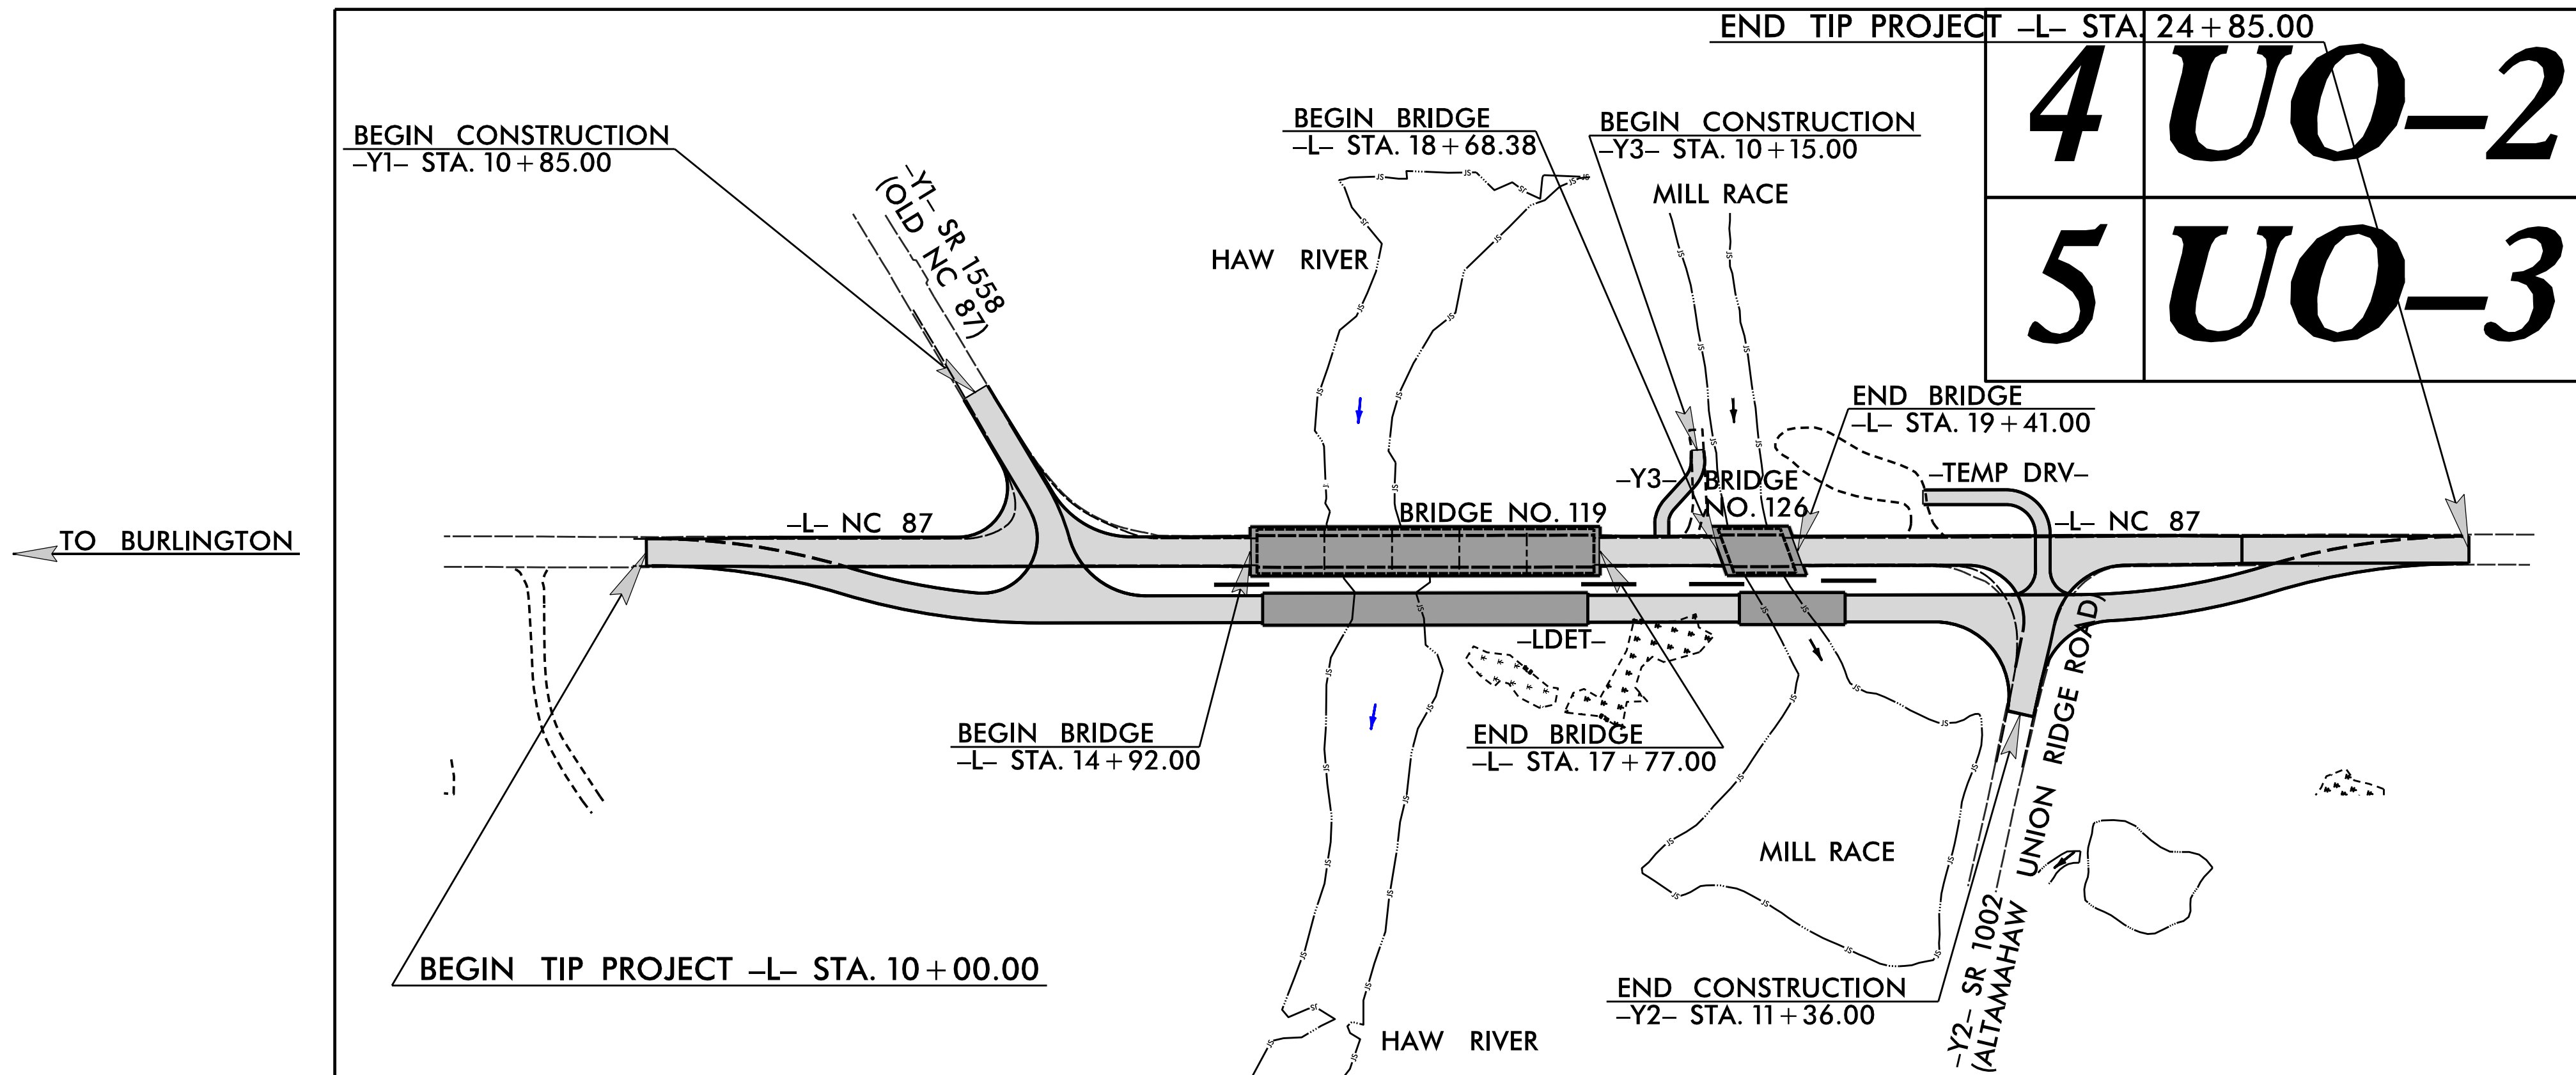 END TIP PROJECT –L– STA. 24+85.00
4 UO–2
5 UO–3
BEGIN CONSTRUCTION
–Y1– STA. 10+85.00
BEGIN BRIDGE
–L– STA. 18+68.38
BEGIN CONSTRUCTION
–Y3– STA. 10+15.00
–Y1– SR 1558
(OLD NC 87)
MILL RACE
HAW RIVER
END BRIDGE
–L– STA. 19+41.00
–Y3–
BRIDGE
NO. 126
–TEMP DRV–
TO BURLINGTON
–L– NC 87
BRIDGE NO. 119
–L– NC 87
–LDET–
BEGIN BRIDGE
–L– STA. 14+92.00
END BRIDGE
–L– STA. 17+77.00
MILL RACE
BEGIN TIP PROJECT –L– STA. 10+00.00
END CONSTRUCTION
–Y2– STA. 11+36.00
–Y2– SR 1002
(ALTAMAHAW UNION RIDGE ROAD)
HAW RIVER